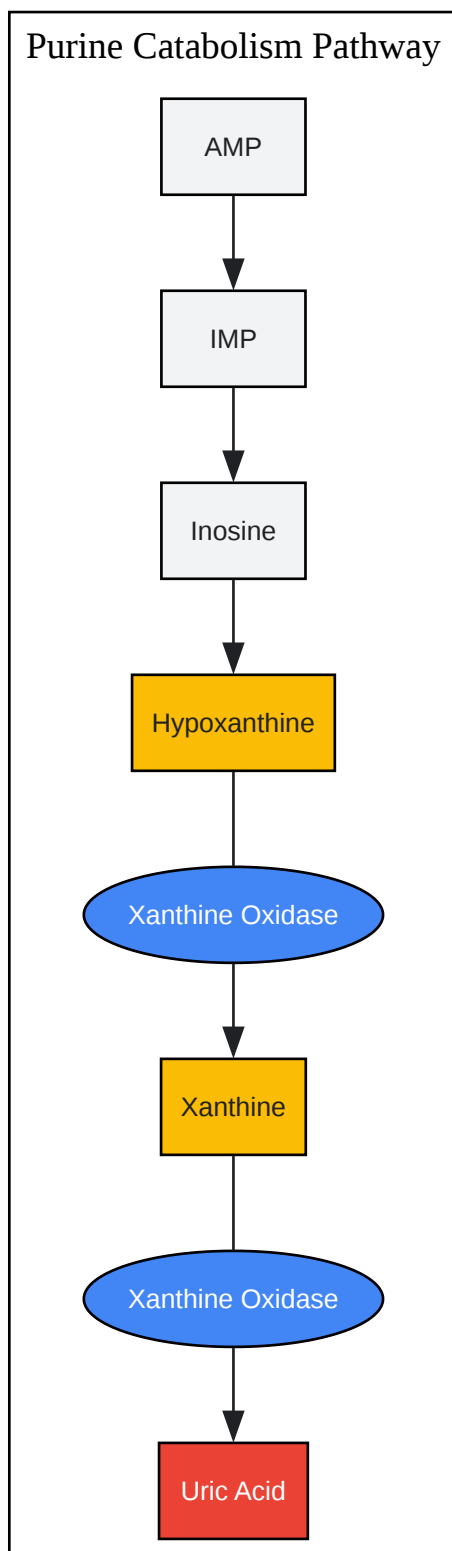 Purine Catabolism Pathway
AMP
IMP
Inosine
Hypoxanthine
Xanthine Oxidase
Xanthine
Xanthine Oxidase
Uric Acid